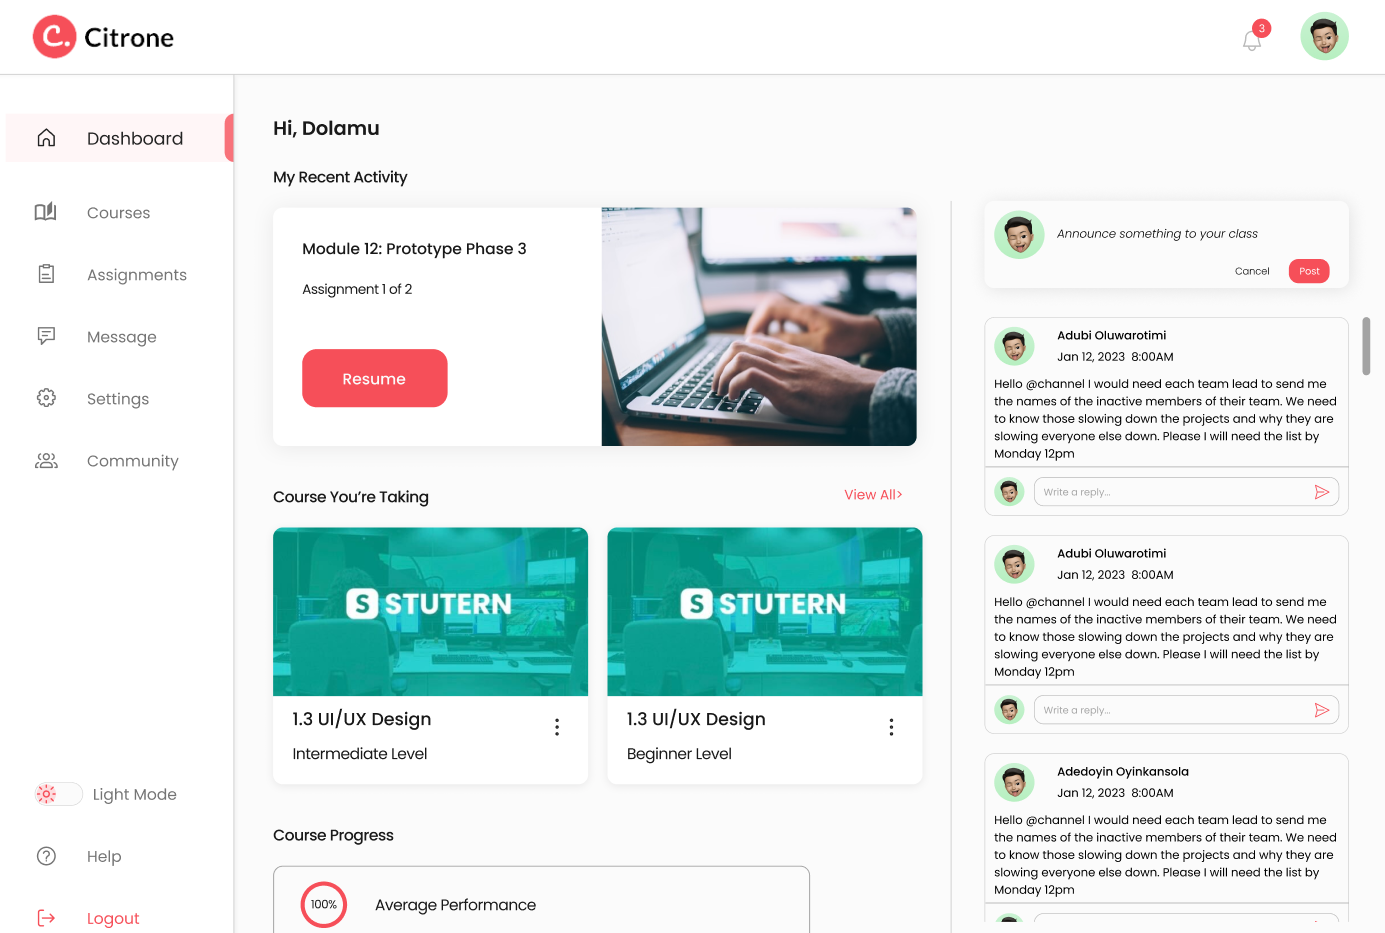 C. Citrone
3
Dashboard
Courses
Assignments
Message
Settings
Community
Light Mode
Help
Logout
Hi, Dolamu
My Recent Activity
Module 12: Prototype Phase 3
Assignment 1 of 2
Resume
Course You're Taking
View All>
S STUTERN
1.3 UI/UX Design
Intermediate Level
S STUTERN
1.3 UI/UX Design
Beginner Level
Course Progress
100%
Average Performance
Announce something to your class
Cancel
Post
Adubi Oluwarotimi
Jan 12, 2023 8:00AM
Hello @channel I would need each team lead to send me
the names of the inactive members of their team. We need
to know those slowing down the projects and why they are
slowing everyone else down. Please I will need the list by
Monday 12pm
Write a reply...
Adubi Oluwarotimi
Jan 12, 2023 8:00AM
Hello @channel I would need each team lead to send me
the names of the inactive members of their team. We need
to know those slowing down the projects and why they are
slowing everyone else down. Please I will need the list by
Monday 12pm
Write a reply...
Adedoyin Oyinkansola
Jan 12, 2023 8:00AM
Hello @channel I would need each team lead to send me
the names of the inactive members of their team. We need
to know those slowing down the projects and why they are
slowing everyone else down. Please I will need the list by
Monday 12pm